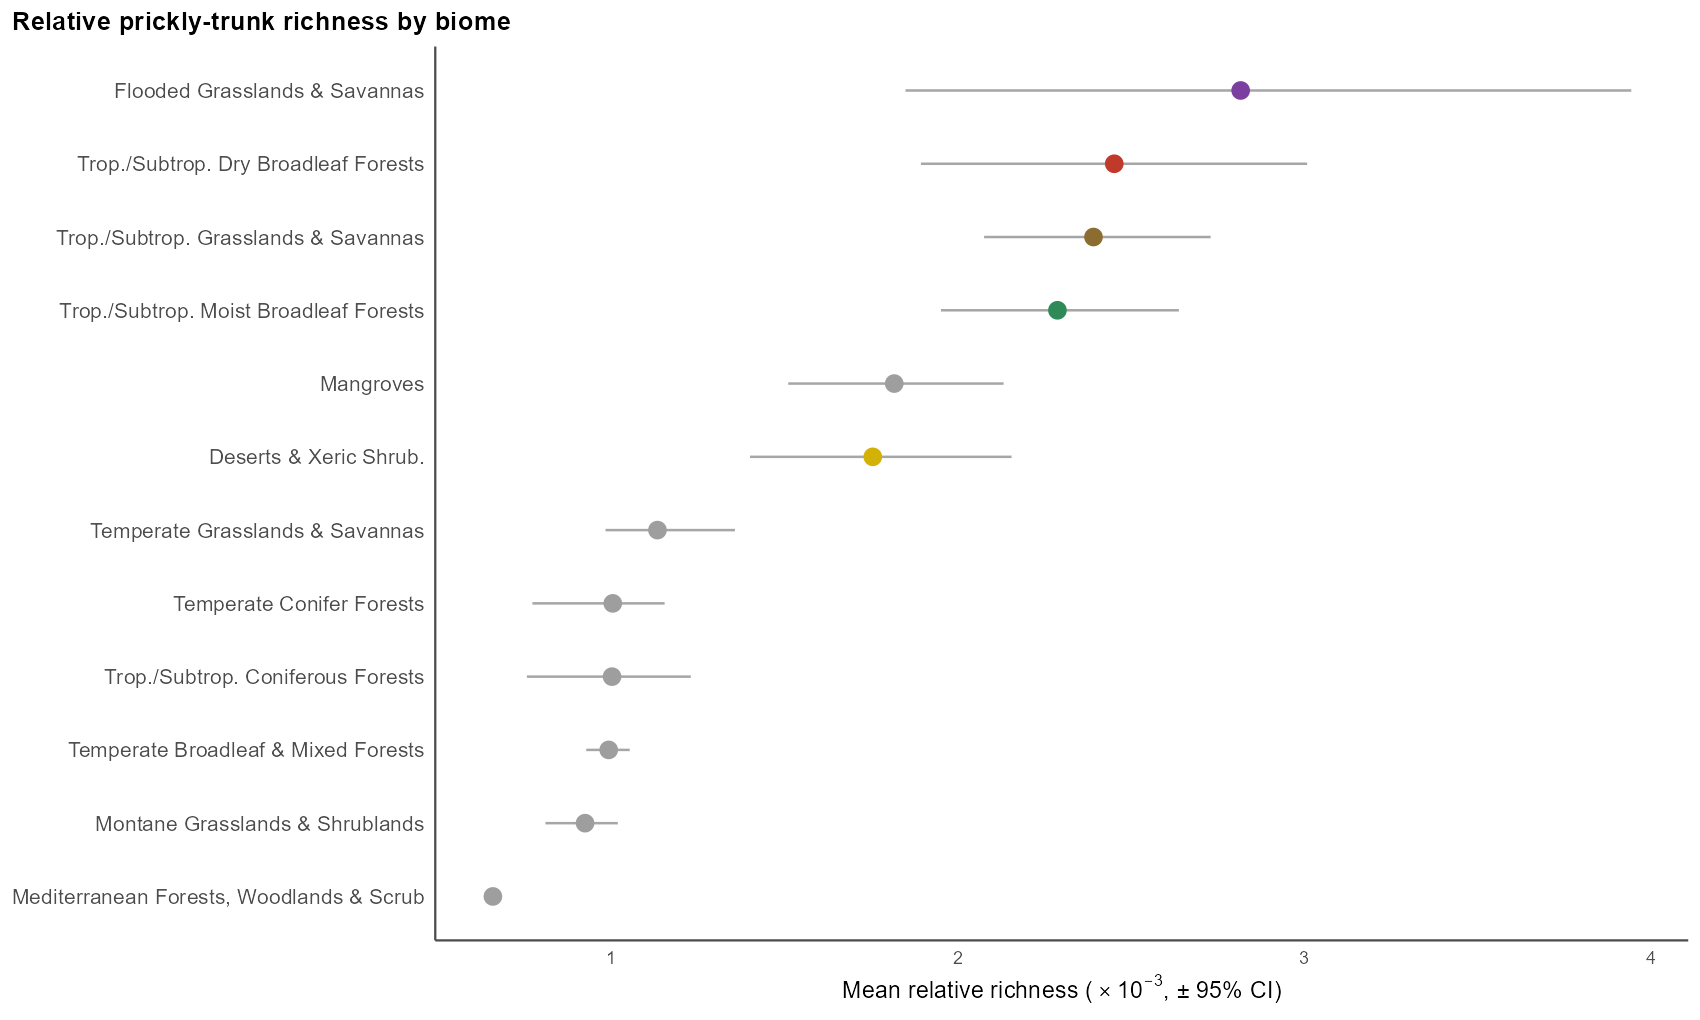 Relative prickly-trunk richness by biome
Flooded Grasslands & Savannas
Trop./Subtrop. Dry Broadleaf Forests
Trop./Subtrop. Grasslands & Savannas
Trop./Subtrop. Moist Broadleaf Forests
Mangroves
Deserts & Xeric Shrub.
Temperate Grasslands & Savannas
Temperate Conifer Forests
Trop./Subtrop. Coniferous Forests
Temperate Broadleaf & Mixed Forests
Montane Grasslands & Shrublands
Mediterranean Forests, Woodlands & Scrub
1 2 3 4
Mean relative richness ( × 10⁻³, ± 95% CI)